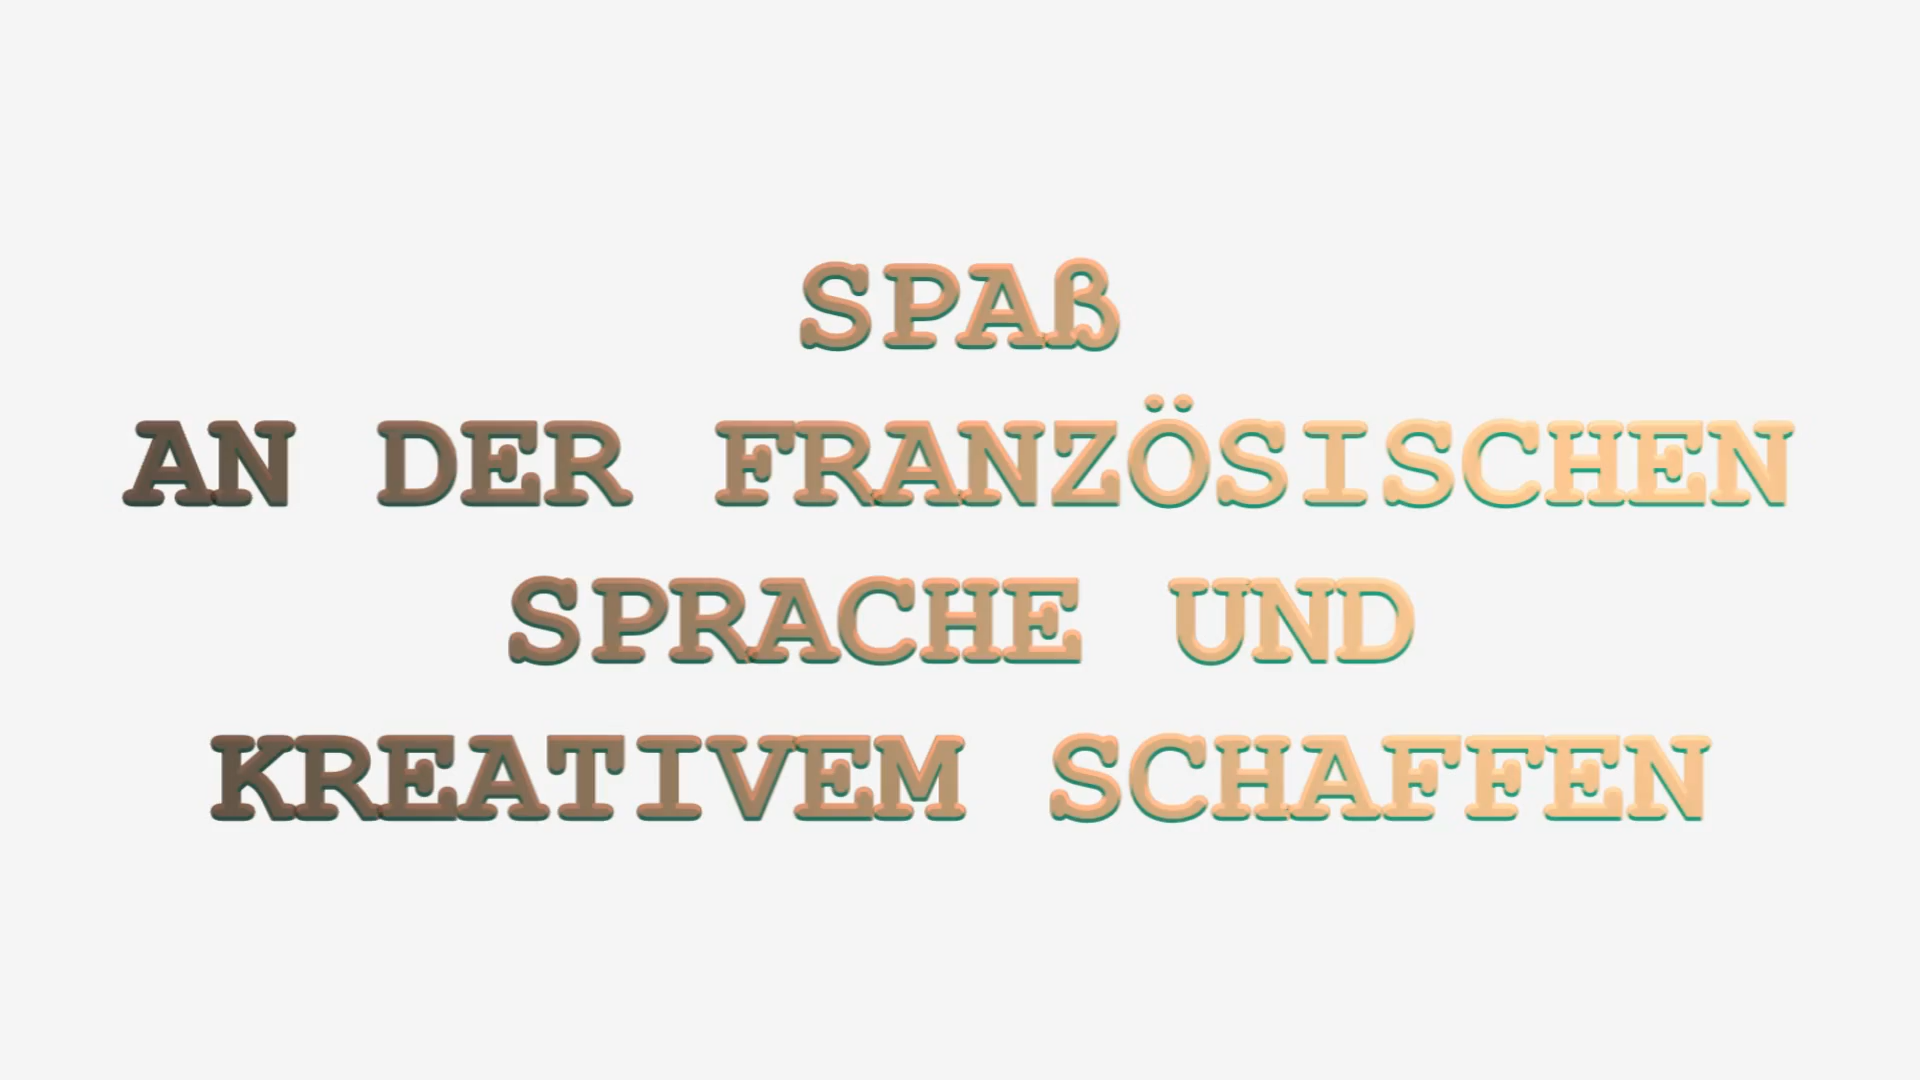 SPAß
AN DER FRANZÖSISCHEN
SPRACHE UND
KREATIVEM SCHAFFEN